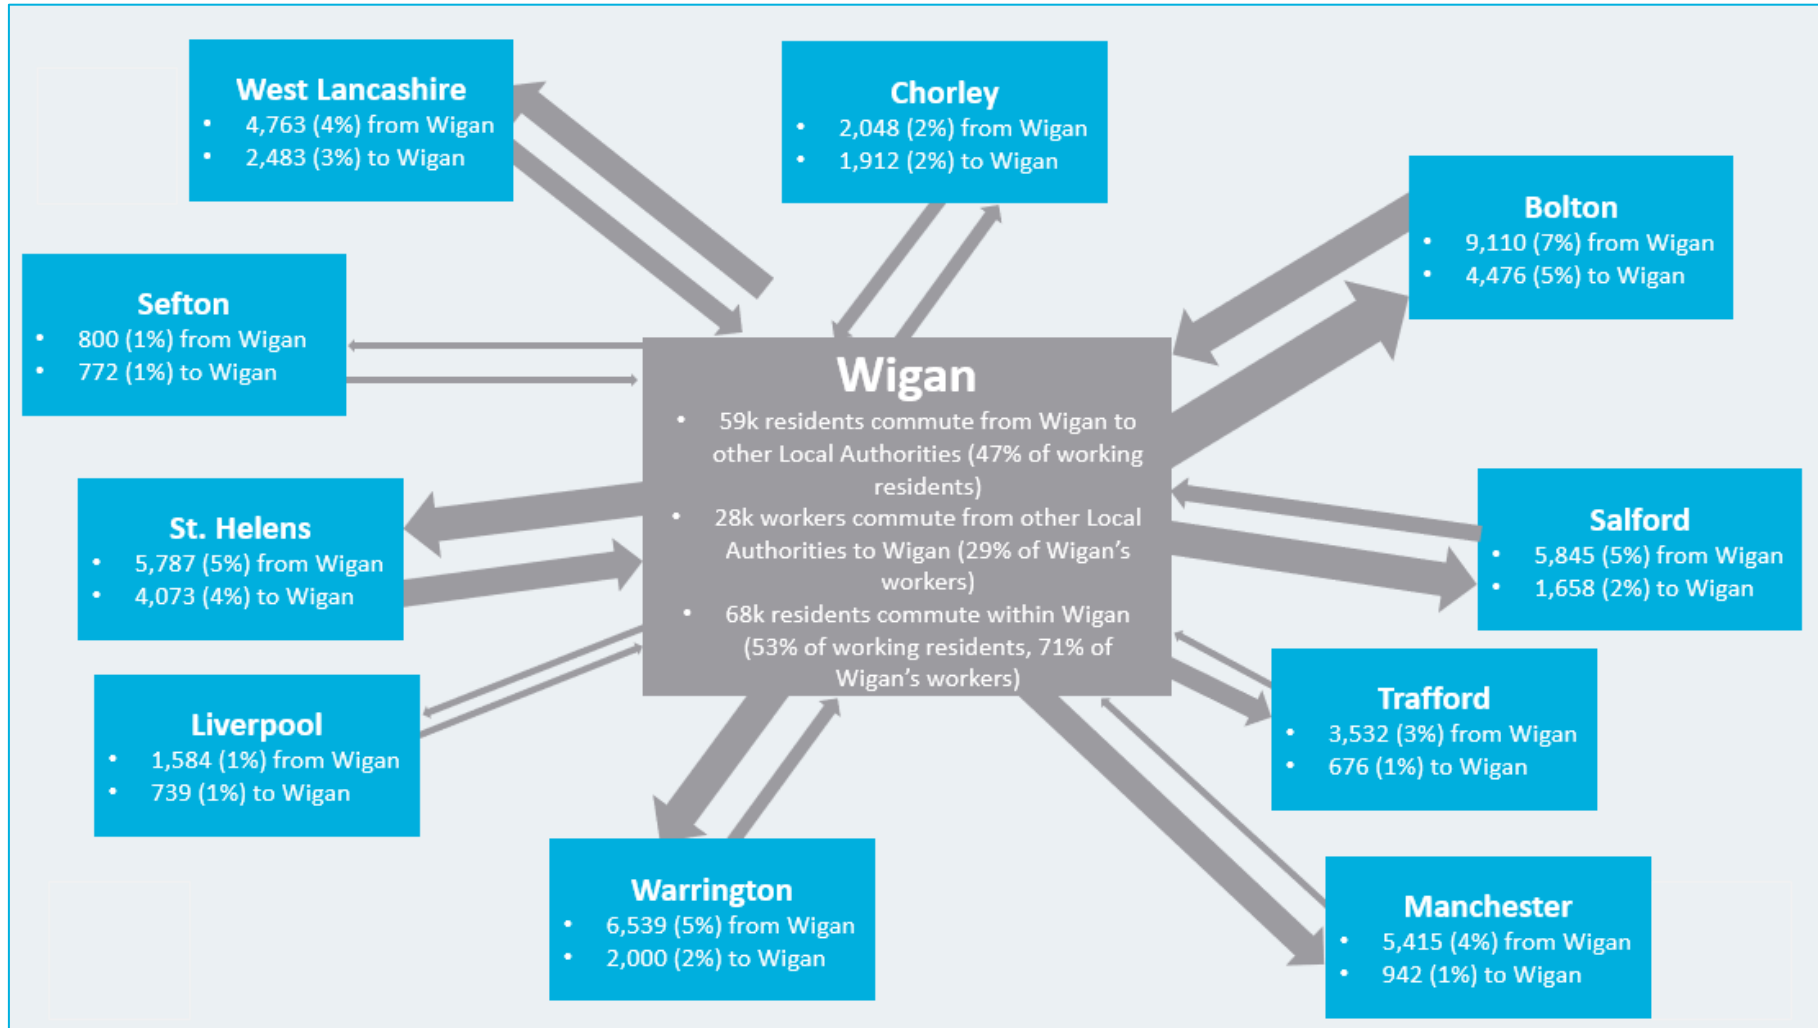 West Lancashire
• 4,763 (4%) from Wigan
• 2,483 (3%) to Wigan
Chorley
• 2,048 (2%) from Wigan
• 1,912 (2%) to Wigan
Bolton
• 9,110 (7%) from Wigan
• 4,476 (5%) to Wigan
Sefton
• 800 (1%) from Wigan
• 772 (1%) to Wigan
Wigan
• 59k residents commute from Wigan to
other Local Authorities (47% of working
residents)
• 28k workers commute from other Local
Authorities to Wigan (29% of Wigan’s
workers)
• 68k residents commute within Wigan
(53% of working residents, 71% of
Wigan’s workers)
St. Helens
• 5,787 (5%) from Wigan
• 4,073 (4%) to Wigan
Salford
• 5,845 (5%) from Wigan
• 1,658 (2%) to Wigan
Liverpool
• 1,584 (1%) from Wigan
• 739 (1%) to Wigan
Trafford
• 3,532 (3%) from Wigan
• 676 (1%) to Wigan
Warrington
• 6,539 (5%) from Wigan
• 2,000 (2%) to Wigan
Manchester
• 5,415 (4%) from Wigan
• 942 (1%) to Wigan